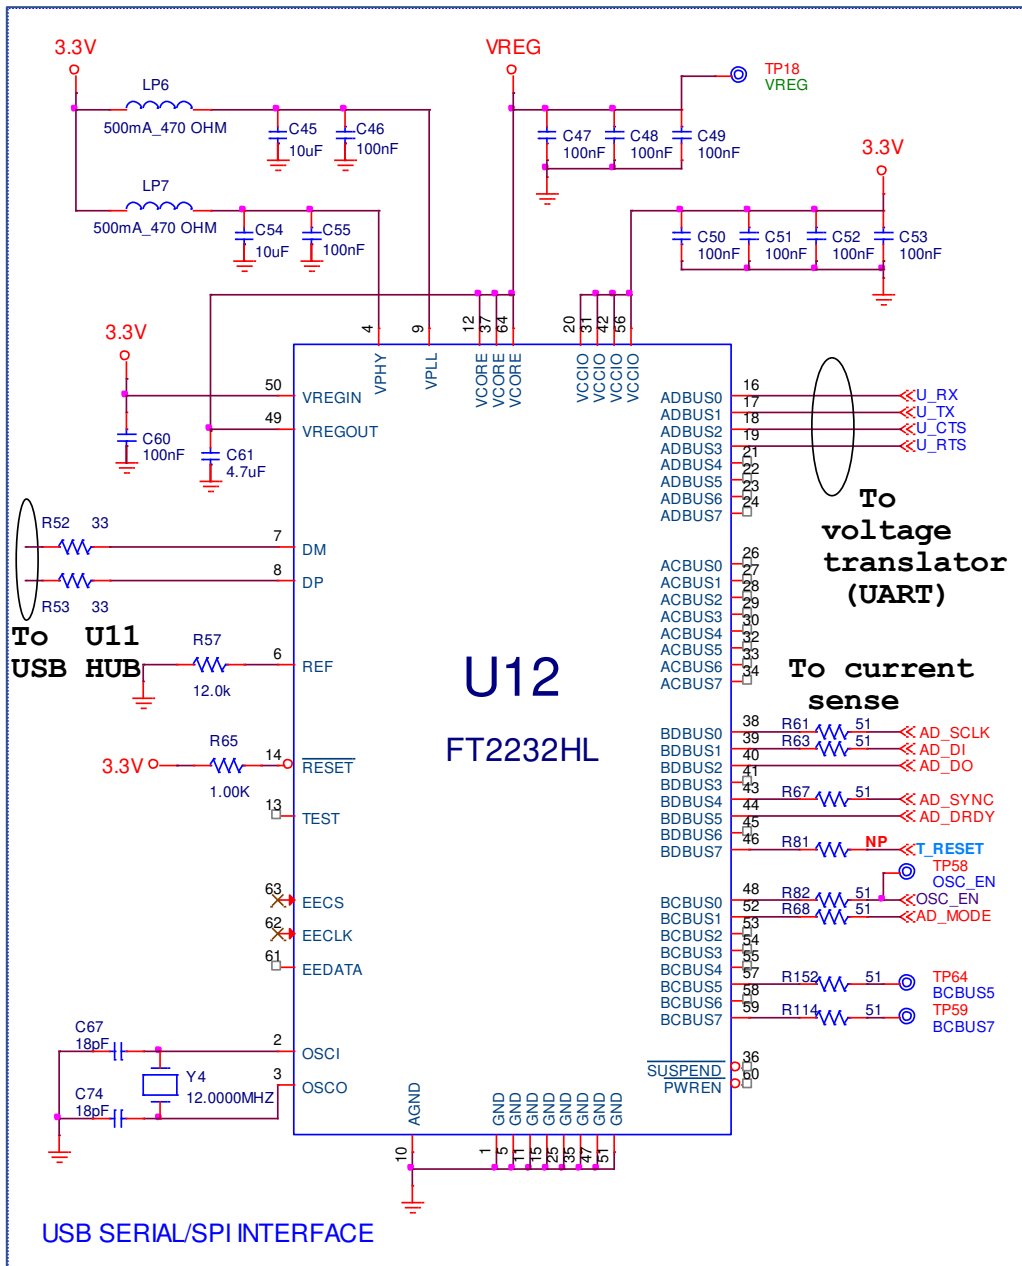 3.3V
LP6
500mA_470 OHM
C45
10uF
C46
100nF
LP7
500mA_470 OHM
C54
10uF
C55
100nF
VREG
TP18
VREG
C47
100nF
C48
100nF
C49
100nF
3.3V
C50
100nF
C51
100nF
C52
100nF
C53
100nF
4 VPHY
9 VPLL
12 VCORE
37 VCORE
64 VCORE
20 VCCIO
31 VCCIO
42 VCCIO
56 VCCIO
3.3V
50 VREGIN
49 VREGOUT
C60
100nF
C61
4.7uF
R52 33
7 DM
8 DP
R53 33
To U11
USB HUB
R57
12.0k
6 REF
3.3V
R65
1.00K
14 RESET
13 TEST
63 EECS
62 EECLK
61 EEDATA
C67
18pF
2 OSCI
Y4
12.0000MHZ
3 OSCO
C74
18pF
U12
FT2232HL
ADBUS0 16 U_RX
ADBUS1 17 U_TX
ADBUS2 18 U_CTS
ADBUS3 19 U_RTS
ADBUS4 21
ADBUS5 22
ADBUS6 23
ADBUS7 24
To
voltage
translator
(UART)
ACBUS0 26
ACBUS1 27
ACBUS2 28
ACBUS3 29
ACBUS4 30
ACBUS5 32
ACBUS6 33
ACBUS7 34
To current
sense
BDBUS0 38 R61 51 AD_SCLK
BDBUS1 39 R63 51 AD_DI
BDBUS2 40 AD_DO
BDBUS3 41
BDBUS4 43 R67 51 AD_SYNC
BDBUS5 44 AD_DRDY
BDBUS6 45
BDBUS7 46 R81 NP T_RESET
TP58
OSC_EN
BCBUS0 48 R82 51 OSC_EN
BCBUS1 52 R68 51 AD_MODE
BCBUS2 53
BCBUS3 54
BCBUS4 55
BCBUS5 57 R152 51 TP64
BCBUS5
BCBUS6 58
BCBUS7 59 R114 51 TP59
BCBUS7
SUSPEND 36
PWREN 60
AGND 10
GND 1
GND 5
GND 11
GND 15
GND 25
GND 35
GND 47
GND 51
USB SERIAL/SPI INTERFACE